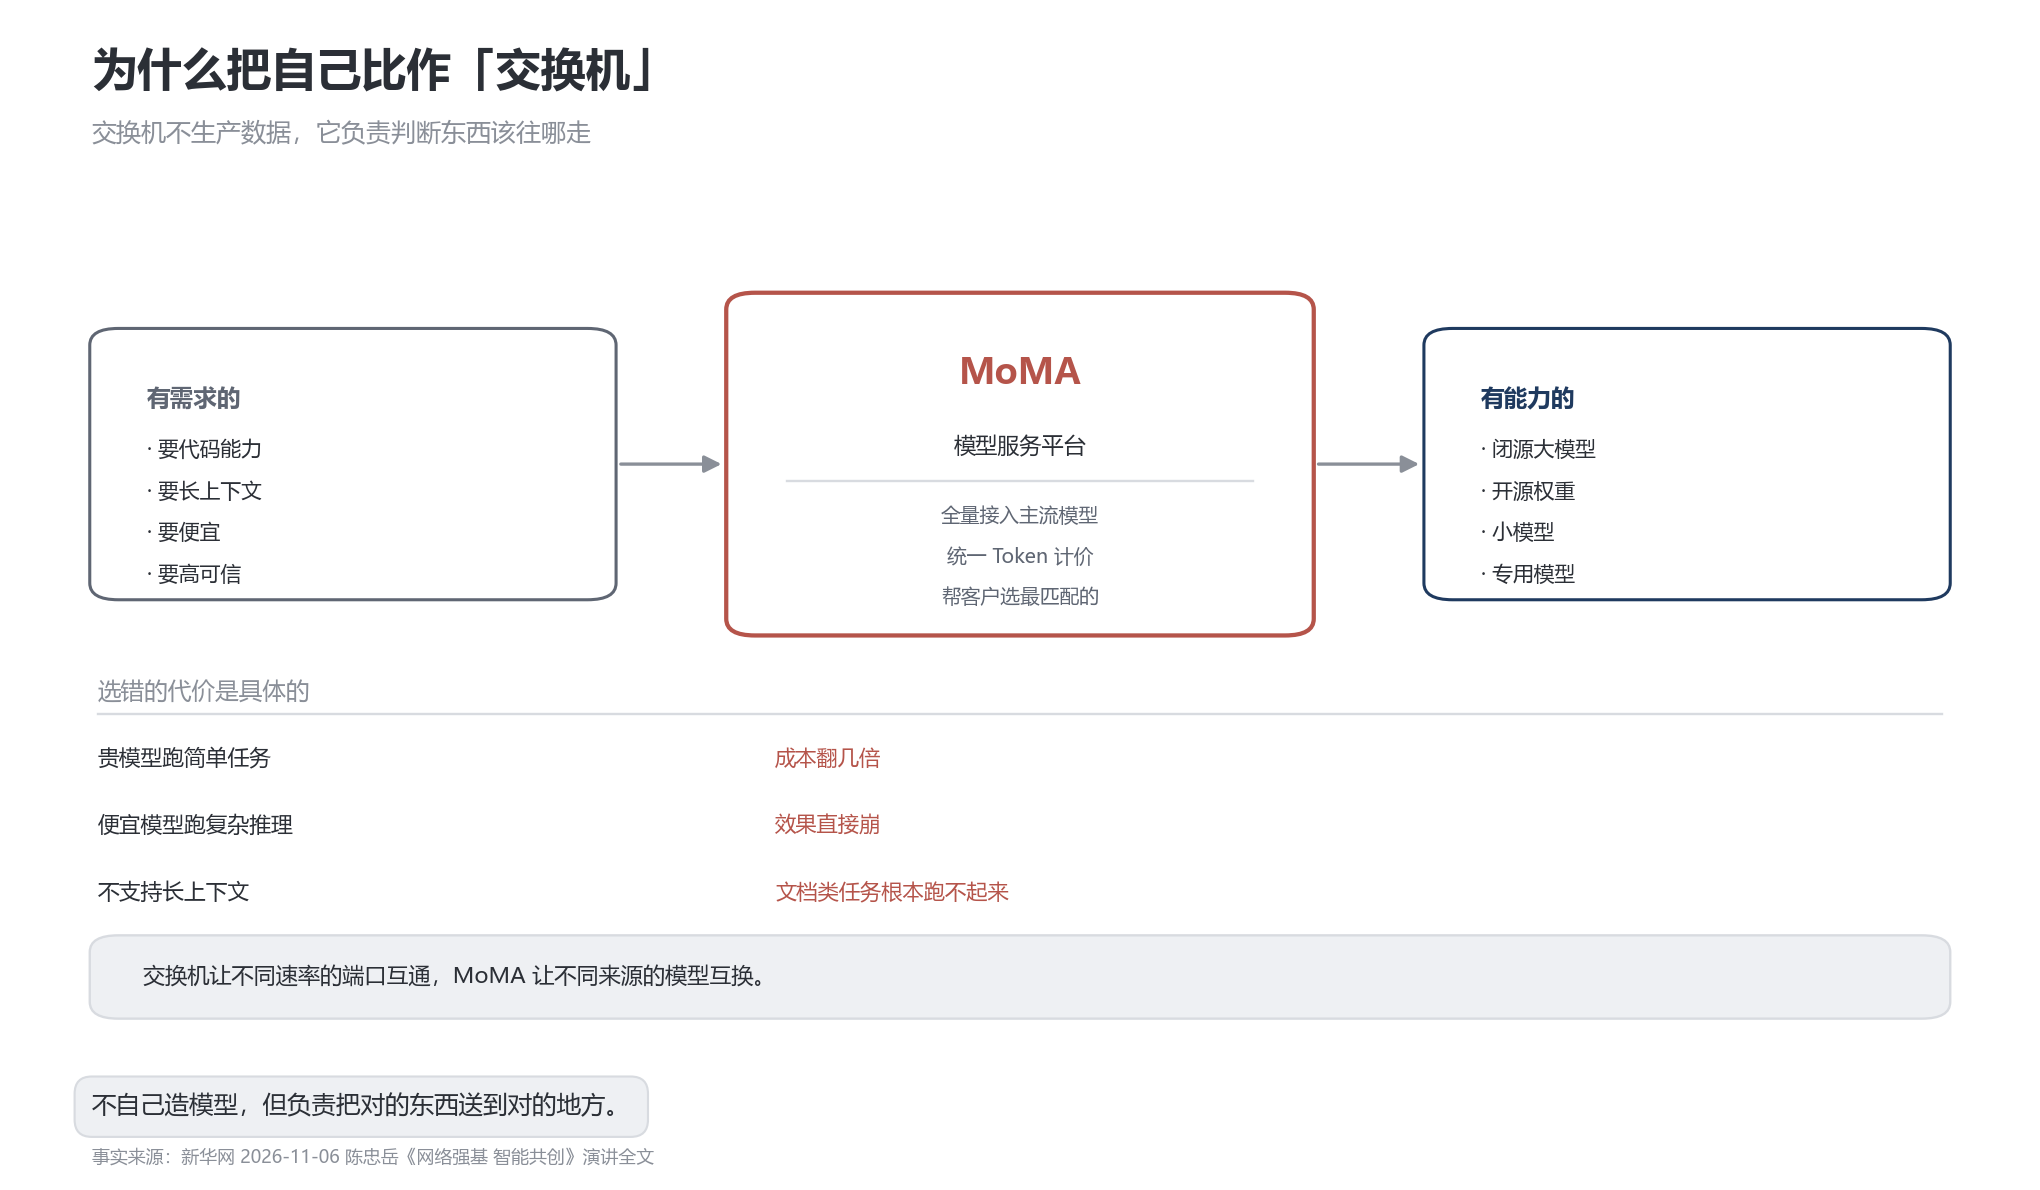 为什么把自己比作「交换机」
交换机不生产数据，它负责判断东西该往哪走
有需求的
· 要代码能力
· 要长上下文
· 要便宜
· 要高可信
MoMA
模型服务平台
全量接入主流模型
统一 Token 计价
帮客户选最匹配的
有能力的
· 闭源大模型
· 开源权重
· 小模型
· 专用模型
选错的代价是具体的
贵模型跑简单任务
成本翻几倍
便宜模型跑复杂推理
效果直接崩
不支持长上下文
文档类任务根本跑不起来
交换机让不同速率的端口互通，MoMA 让不同来源的模型互换。
不自己造模型，但负责把对的东西送到对的地方。
事实来源：新华网 2026-11-06 陈忠岳《网络强基 智能共创》演讲全文